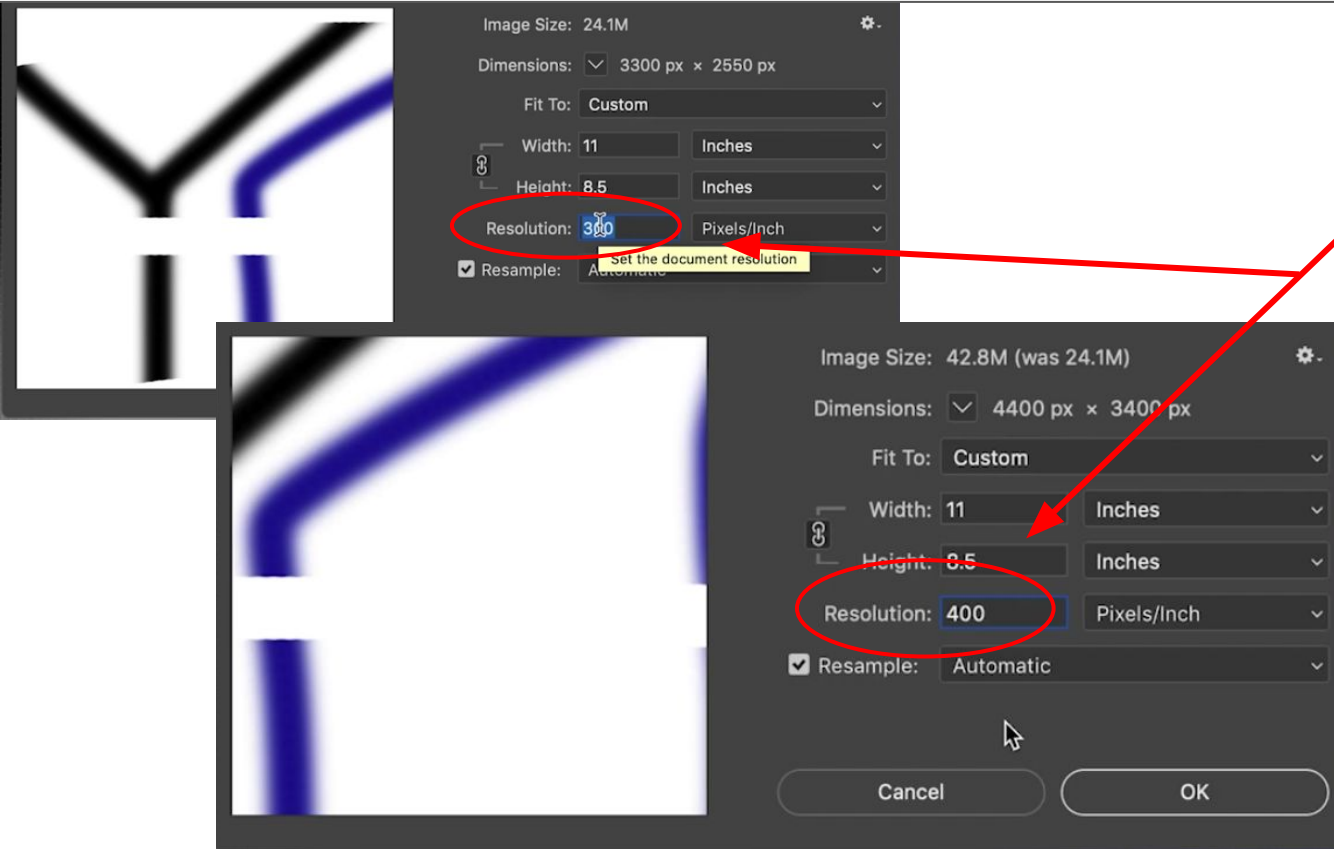 Image Size: 24.1M
Dimensions: 3300 px × 2550 px
Fit To: Custom
Width: 11 Inches
Height: 8.5 Inches
Resolution: 300 Pixels/Inch
Set the document resolution
Resample: Automatic
Image Size: 42.8M (was 24.1M)
Dimensions: 4400 px × 3400 px
Fit To: Custom
Width: 11 Inches
Height: 8.5 Inches
Resolution: 400 Pixels/Inch
Resample: Automatic
Cancel OK